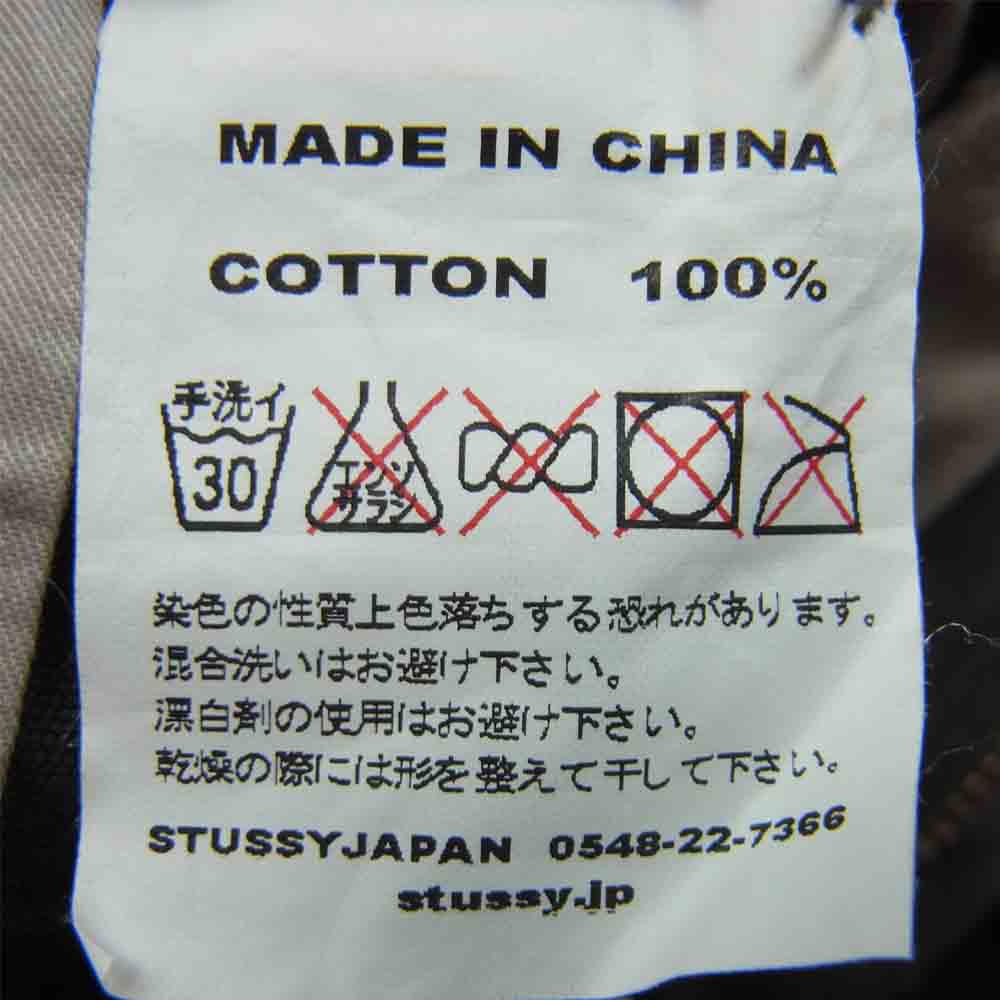 MADE IN CHINA
COTTON 100%
手洗イ
30
エンソ
サラシ
染色の性質上色落ちする恐れがあります。
混合洗いはお避け下さい。
漂白剤の使用はお避け下さい。
乾燥の際には形を整えて干して下さい。
STUSSYJAPAN 0548-22-7366
stussy.jp